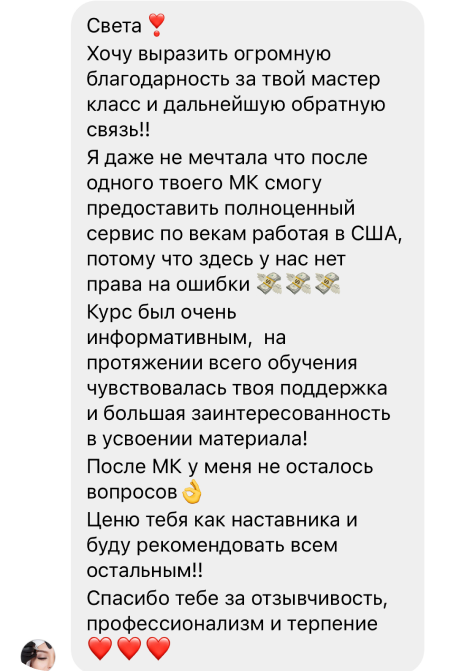 Света❣️
Хочу выразить огромную
благодарность за твой мастер
класс и дальнейшую обратную
связь!!
Я даже не мечтала что после
одного твоего МК смогу
предоставить полноценный
сервис по векам работая в США,
потому что здесь у нас нет
права на ошибки 💸💸💸
Курс был очень
информативным,  на
протяжении всего обучения
чувствовалась твоя поддержка
и большая заинтересованность
в усвоении материала!
После МК у меня не осталось
вопросов👌
Ценю тебя как наставника и
буду рекомендовать всем
остальным!!
Спасибо тебе за отзывчивость,
профессионализм и терпение
❤️❤️❤️